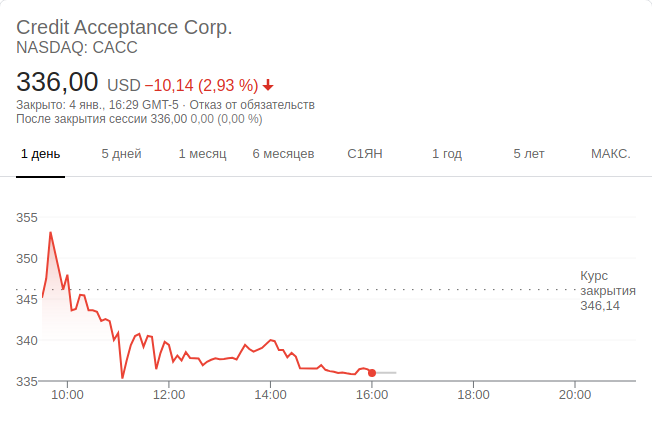 Credit Acceptance Corp.
NASDAQ: CACC
336,00 USD −10,14 (2,93 %)
Закрыто: 4 янв., 16:29 GMT-5 · Отказ от обязательств
После закрытия сессии 336,00 0,00 (0,00 %)
1 день 5 дней 1 месяц 6 месяцев С1ЯН 1 год 5 лет МАКС.
355
350
Курс
закрытия
346,14
345
340
335
10:00 12:00 14:00 16:00 18:00 20:00